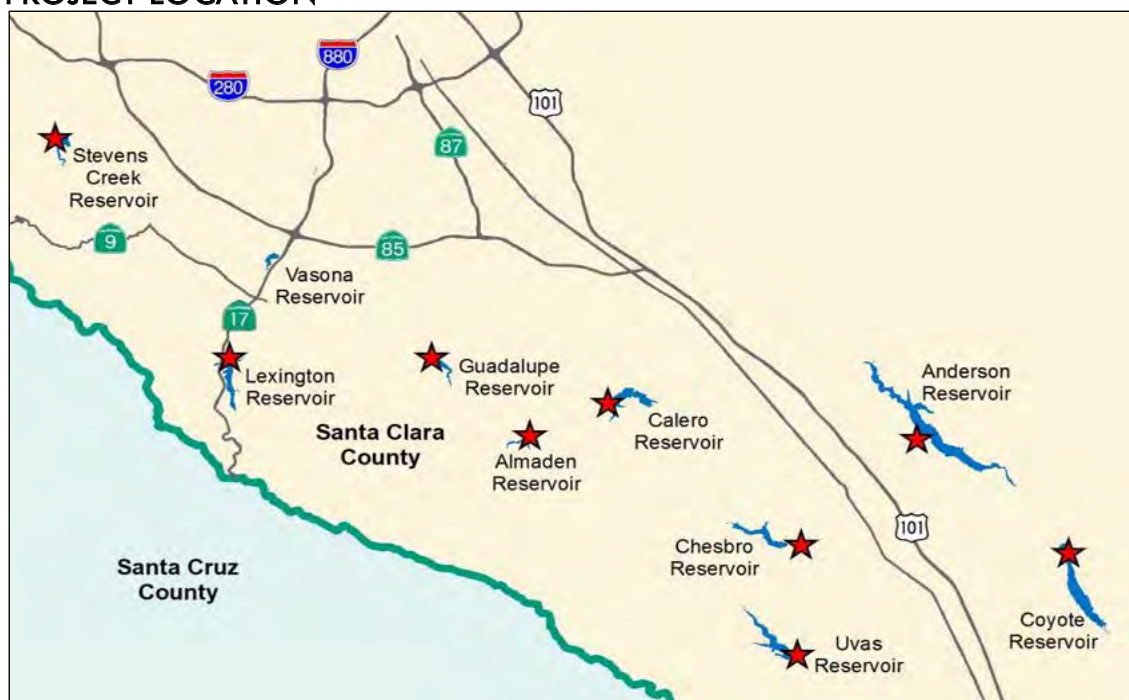 PROJECT LOCATION
880
280
101
87
Stevens
Creek
Reservoir
9
85
Vasona
Reservoir
17
Lexington
Reservoir
Guadalupe
Reservoir
Anderson
Reservoir
Calero
Reservoir
Santa Clara
County
Almaden
Reservoir
101
Chesbro
Reservoir
Santa Cruz
County
Coyote
Reservoir
Uvas
Reservoir